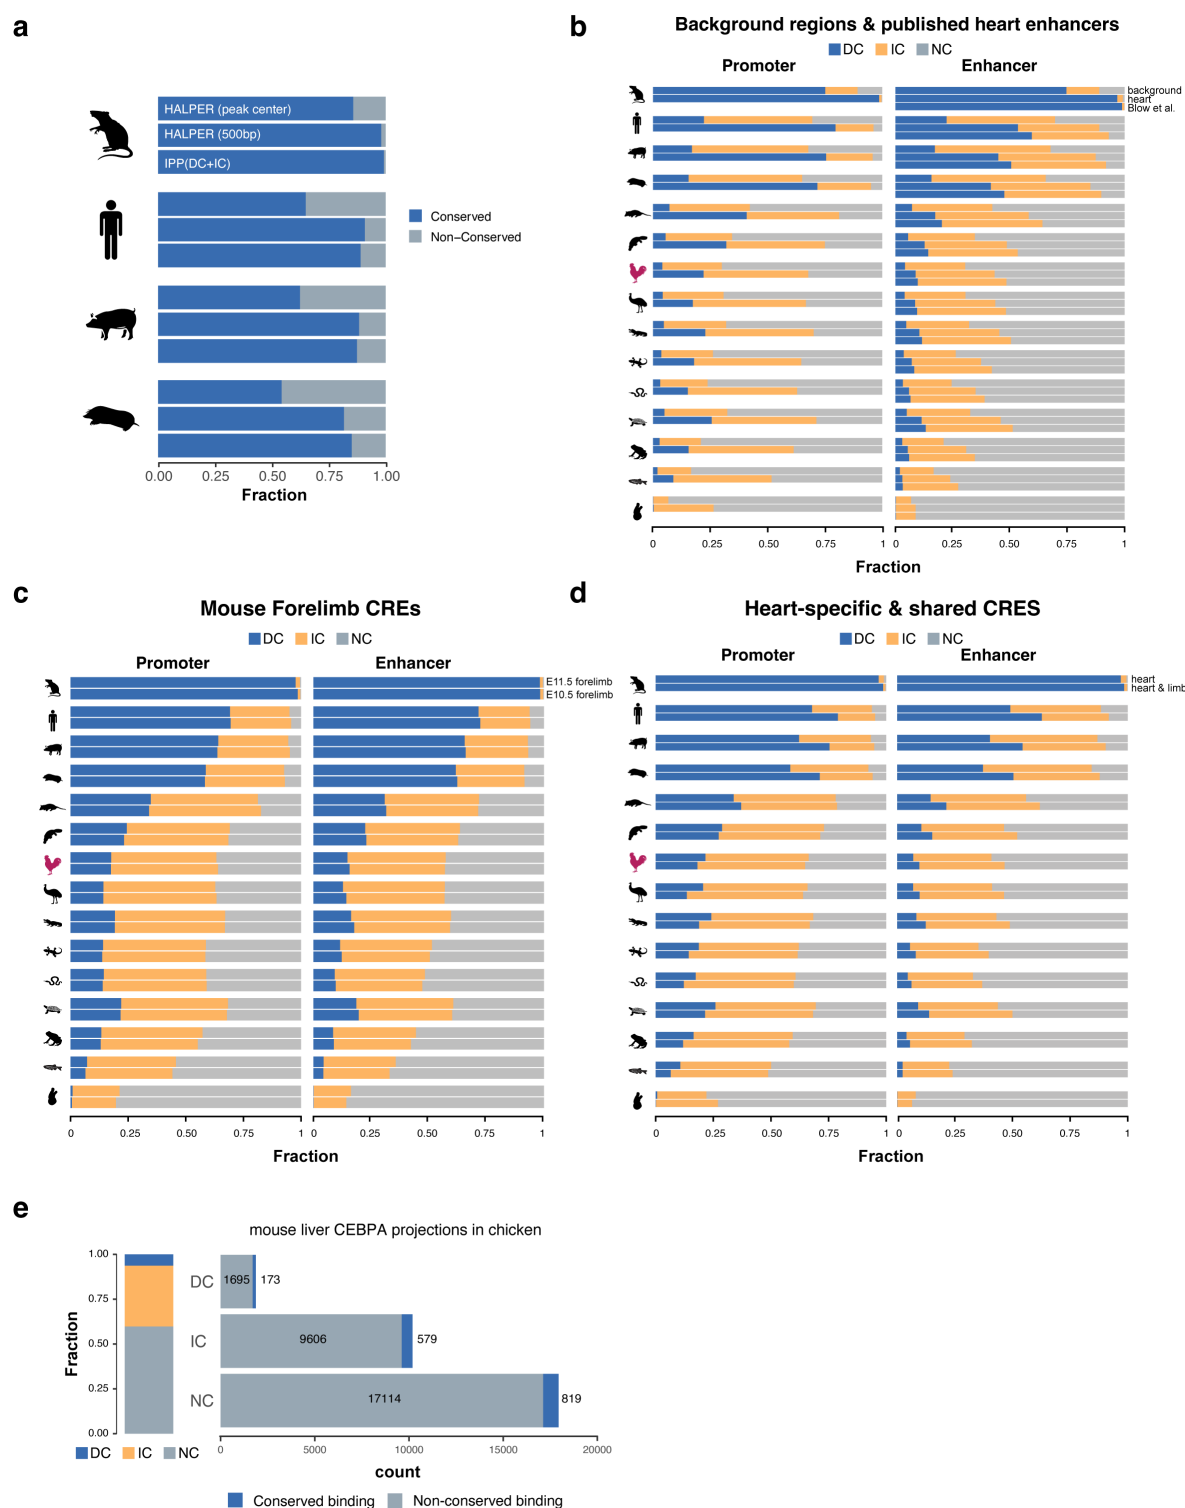 a
HALPER (peak center)
HALPER (500bp)
IPP(DC+IC)
Conserved
Non−Conserved
0.00 0.25 0.50 0.75 1.00
Fraction
b
Background regions & published heart enhancers
DC IC NC
Promoter Enhancer
background
heart
Blow et al.
0 0.25 0.50 0.75 1 0 0.25 0.50 0.75 1
Fraction
c
Mouse Forelimb CREs
DC IC NC
Promoter Enhancer
E11.5 forelimb
E10.5 forelimb
0 0.25 0.50 0.75 1 0 0.25 0.50 0.75 1
Fraction
d
Heart-specific & shared CRES
DC IC NC
Promoter Enhancer
heart
heart & limb
0 0.25 0.50 0.75 1 0 0.25 0.50 0.75 1
Fraction
e
mouse liver CEBPA projections in chicken
1.00
0.75
0.50
0.25
0.00
Fraction
DC IC NC
DC 1695 173
IC 9606 579
NC 17114 819
0 5000 10000 15000 20000
count
Conserved binding Non-conserved binding